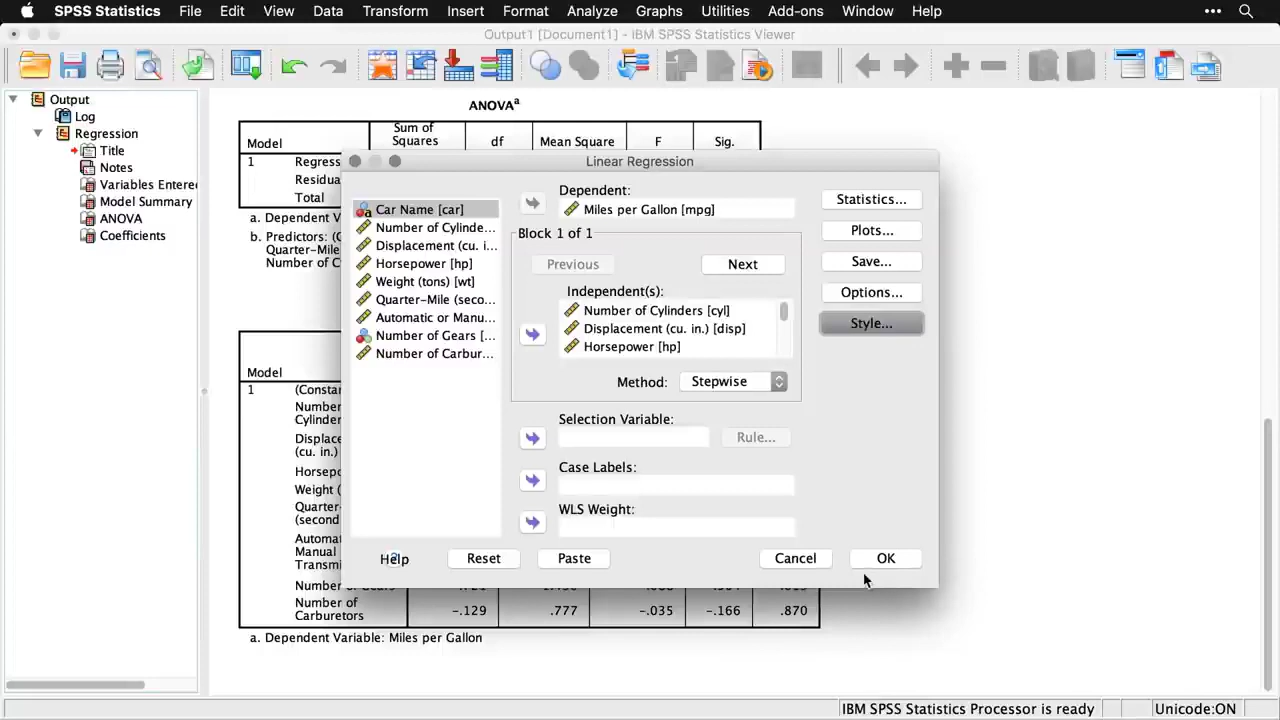 SPSS Statistics File Edit View Data Transform Insert Format Analyze Graphs Utilities Add-ons Window Help
Output1 [Document1] - IBM SPSS Statistics Viewer
Output
Log
Regression
Title
Notes
Variables Entere
Model Summary
ANOVA
Coefficients
ANOVAa
Model
Sum of
Squares
df
Mean Square
F
Sig.
1
Regress
Residua
Total
a. Dependent V
b. Predictors: (C
Quarter-Mile
Number of C
Model
1
(Constar
Number
Cylinder
Displace
(cu. in.)
Horsepo
Weight (
Quarter-
(second
Automat
Manual
Transmi
Number
Number of
Carburetors
-.129 .777 -.035 -.166 .870
a. Dependent Variable: Miles per Gallon
Linear Regression
Car Name [car]
Number of Cylinde...
Displacement (cu. i...
Horsepower [hp]
Weight (tons) [wt]
Quarter-Mile (seco...
Automatic or Manu...
Number of Gears [...
Number of Carbur...
Dependent:
Miles per Gallon [mpg]
Block 1 of 1
Previous
Next
Independent(s):
Number of Cylinders [cyl]
Displacement (cu. in.) [disp]
Horsepower [hp]
Method: Stepwise
Selection Variable:
Rule...
Case Labels:
WLS Weight:
Statistics...
Plots...
Save...
Options...
Style...
Help
Reset
Paste
Cancel
OK
IBM SPSS Statistics Processor is ready
Unicode:ON